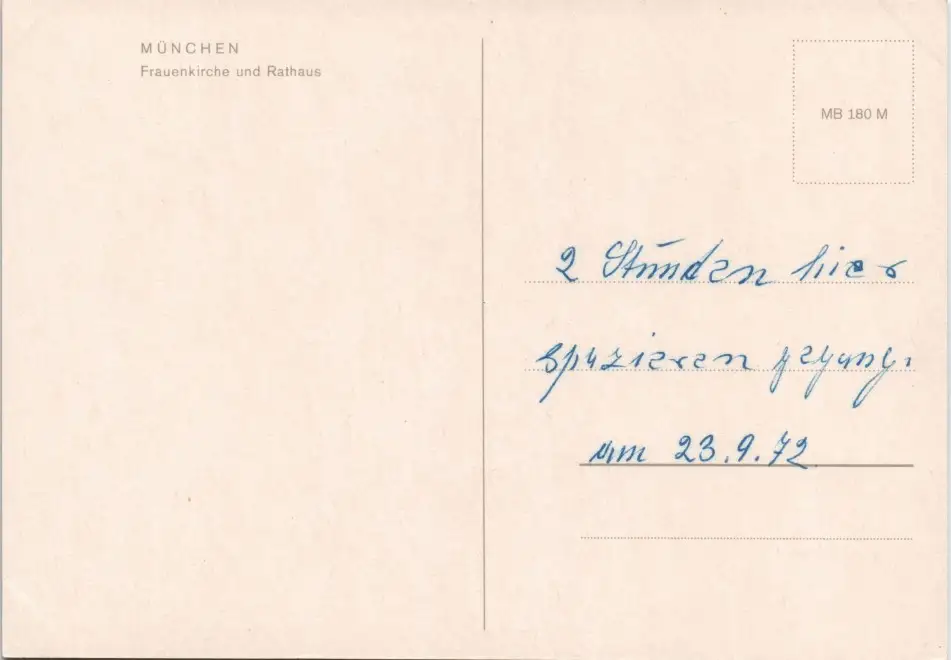 MÜNCHEN
Frauenkirche und Rathaus
MB 180 M
2 Stunden hier
spazieren gegang.
am 23.9.72